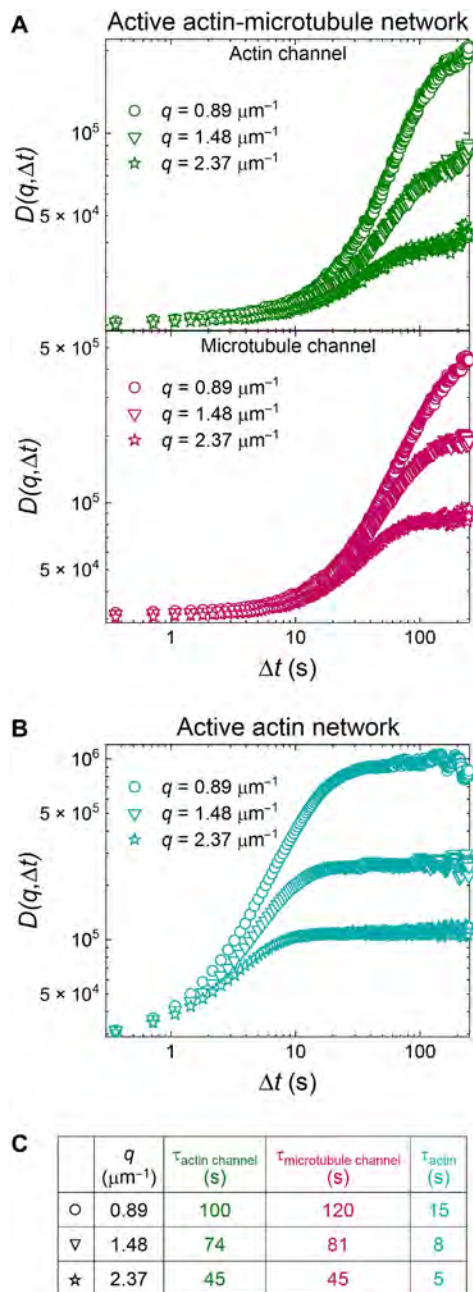 A
Active actin-microtubule network
Actin channel
q = 0.89 μm⁻¹
q = 1.48 μm⁻¹
q = 2.37 μm⁻¹
10⁵
5 × 10⁴
D(q,Δt)
Microtubule channel
5 × 10⁵
q = 0.89 μm⁻¹
q = 1.48 μm⁻¹
q = 2.37 μm⁻¹
10⁵
5 × 10⁴
D(q,Δt)
1 10 100
Δt (s)
B
Active actin network
10⁶
q = 0.89 μm⁻¹
q = 1.48 μm⁻¹
q = 2.37 μm⁻¹
5 × 10⁵
10⁵
5 × 10⁴
D(q,Δt)
1 10 100
Δt (s)
C
q (μm⁻¹) τactin channel (s) τmicrotubule channel (s) τactin (s)
○ 0.89 100 120 15
▽ 1.48 74 81 8
☆ 2.37 45 45 5